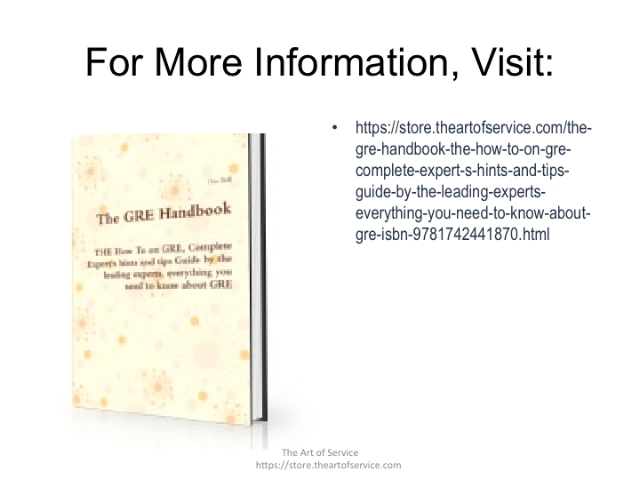 For More Information, Visit:
• https://store.theartofservice.com/the-
gre-handbook-the-how-to-on-gre-
complete-expert-s-hints-and-tips-
guide-by-the-leading-experts-
everything-you-need-to-know-about-
gre-isbn-9781742441870.html
The GRE Handbook
THE How To on GRE, Complete
Expert's hints and tips Guide by the
leading experts, everything you
need to know about GRE
The Art of Service
https://store.theartofservice.com